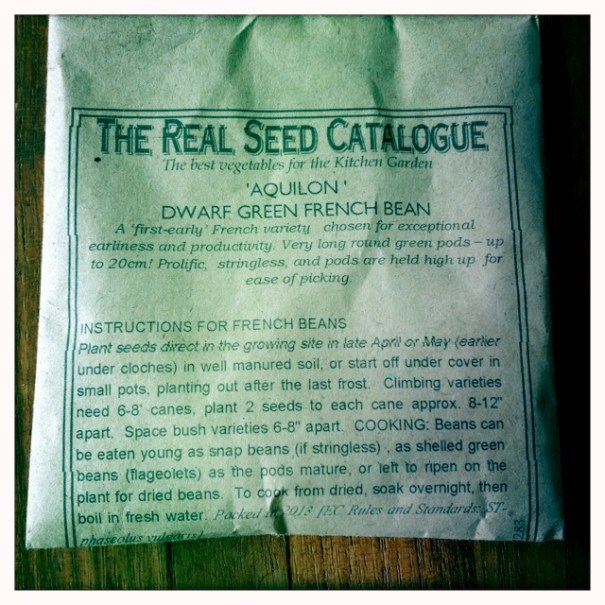 THE REAL SEED CATALOGUE
The best vegetables for the Kitchen Garden
'AQUILON '
DWARF GREEN FRENCH BEAN
A 'first-early' French variety chosen for exceptional
earliness and productivity. Very long round green pods – up
to 20cm! Prolific, stringless, and pods are held high up for
ease of picking.
INSTRUCTIONS FOR FRENCH BEANS
Plant seeds direct in the growing site in late April or May (earlier
under cloches) in well manured soil, or start off under cover in
small pots, planting out after the last frost. Climbing varieties
need 6-8' canes, plant 2 seeds to each cane approx. 8-12"
apart. Space bush varieties 6-8" apart. COOKING: Beans can
be eaten young as snap beans (if stringless) , as shelled green
beans (flageolets) as the pods mature, or left to ripen on the
plant for dried beans. To cook from dried, soak overnight, then
boil in fresh water. Packed in 2013 [EC Rules and Standards: ST-
phaseolus vulgaris]
283